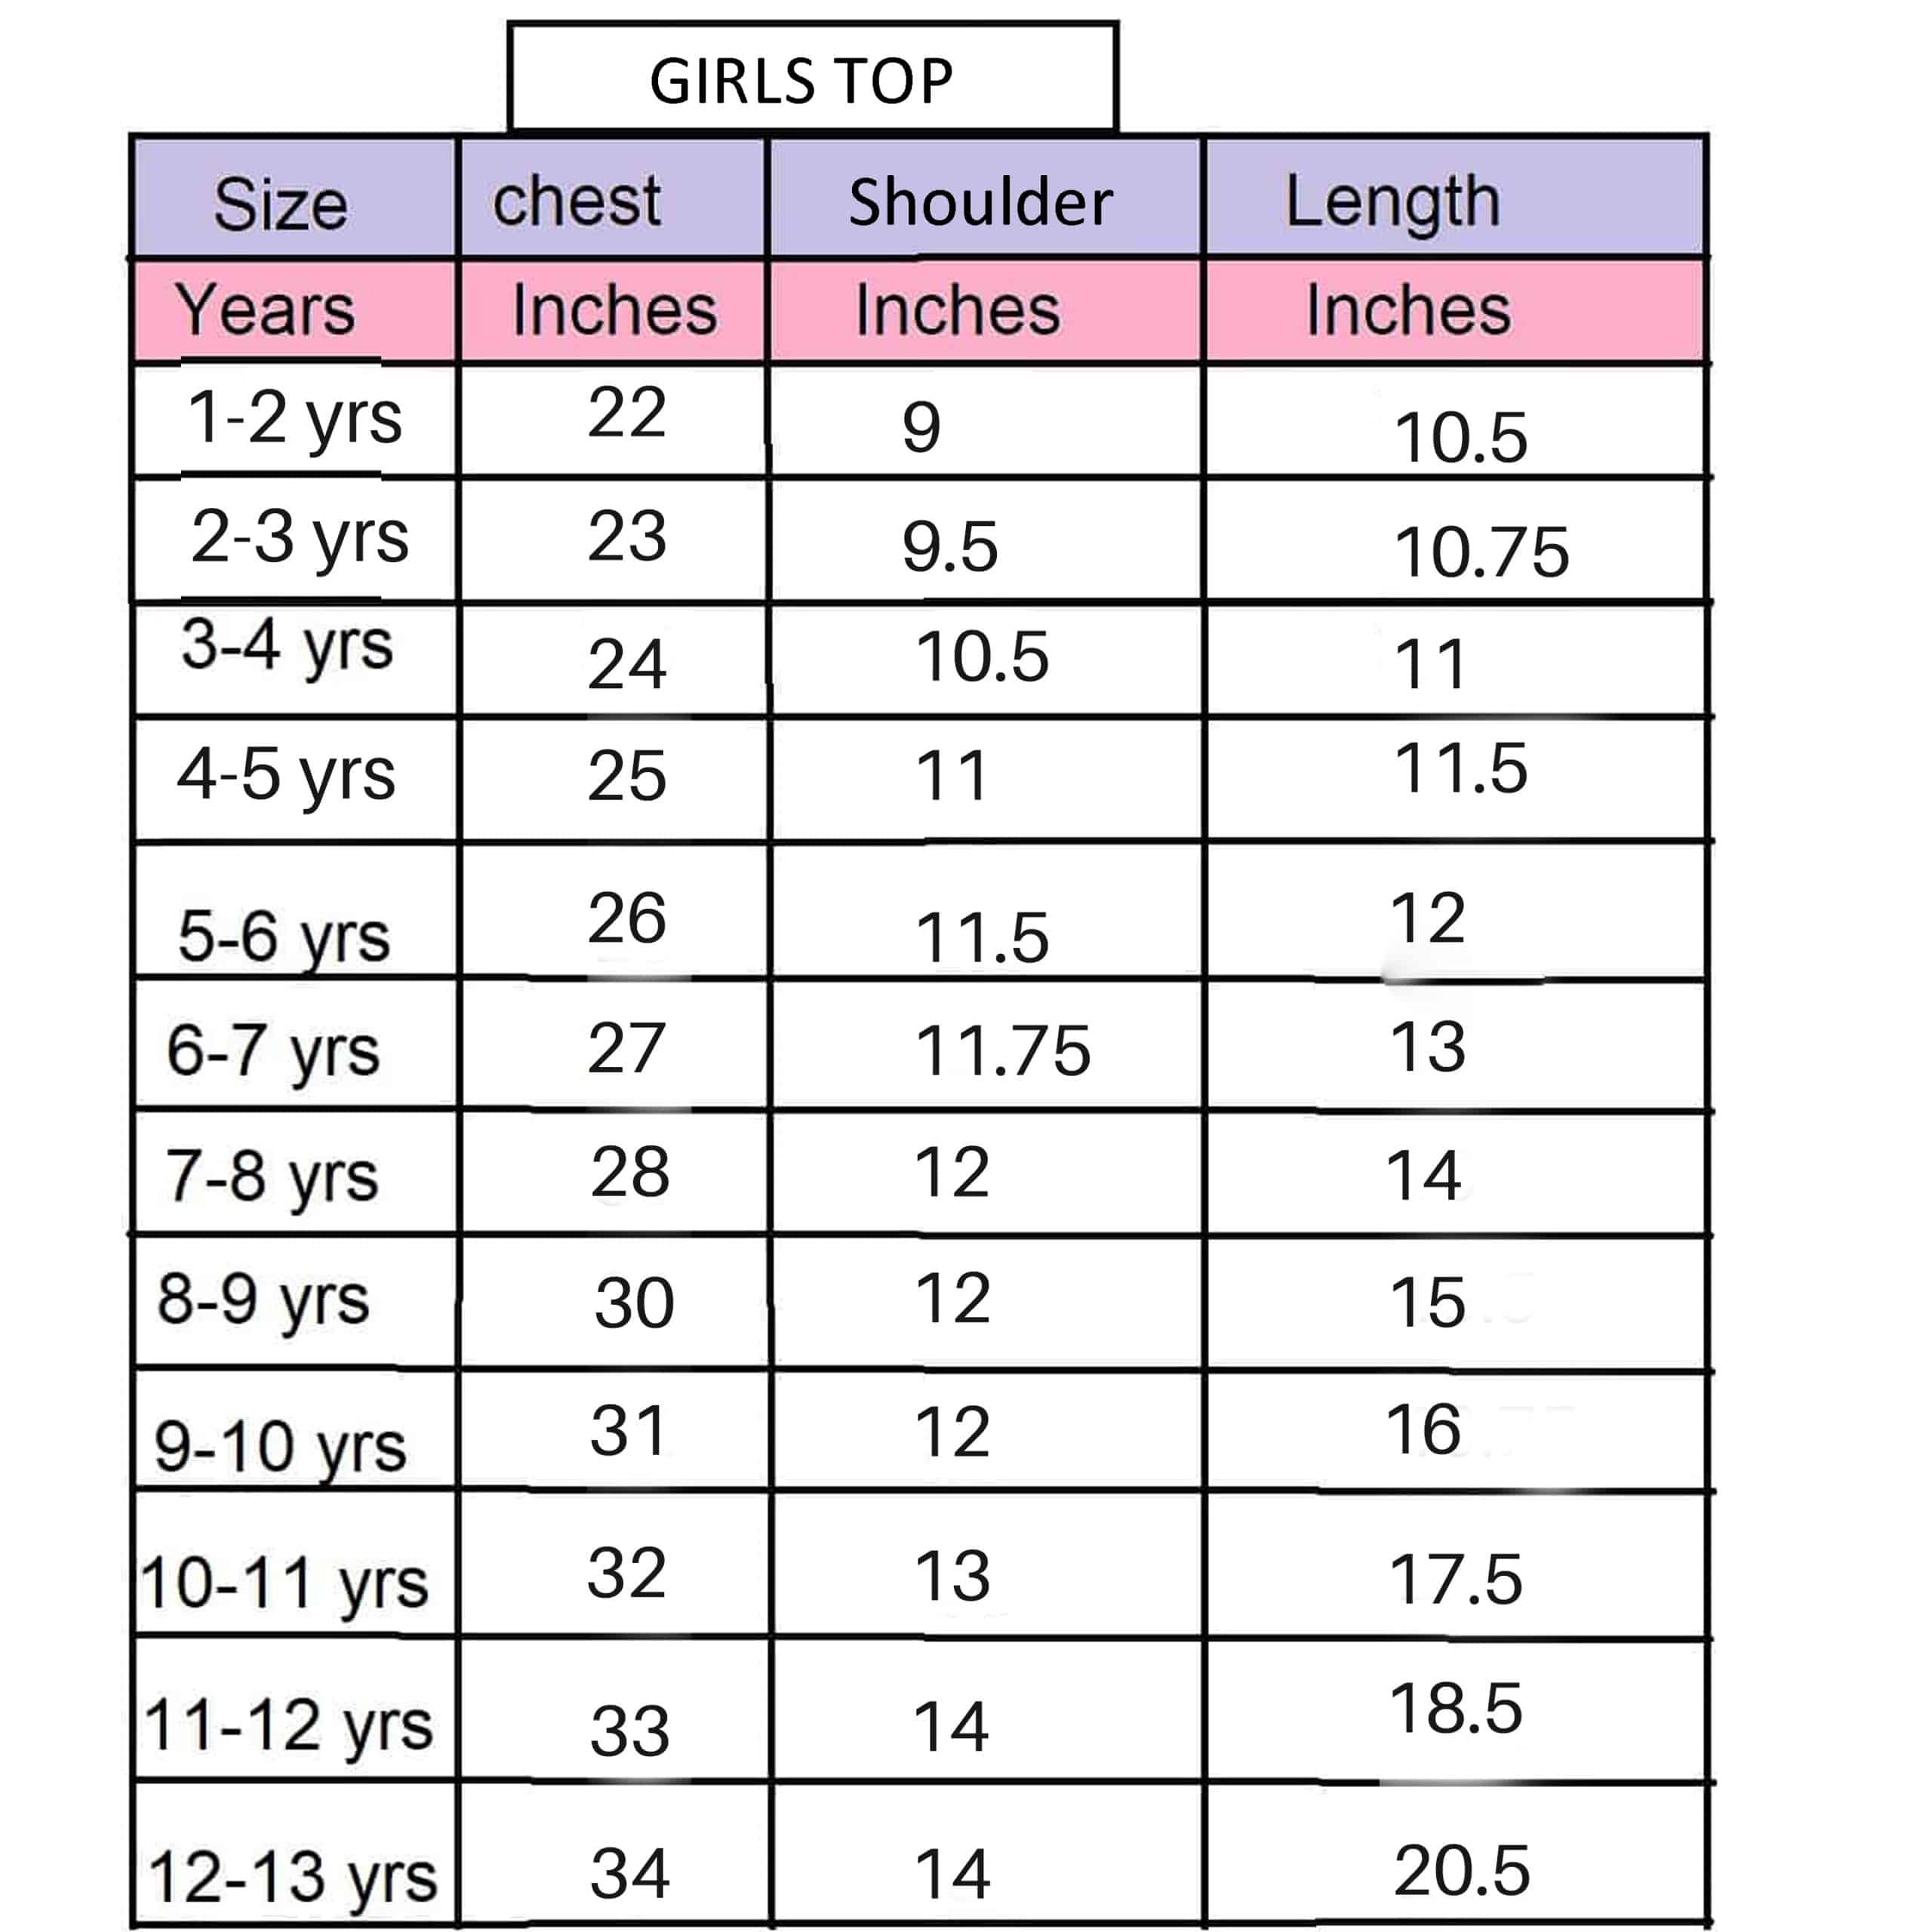 GIRLS TOP
Size chest Shoulder Length
Years Inches Inches Inches
1-2 yrs 22 9 10.5
2-3 yrs 23 9.5 10.75
3-4 yrs 24 10.5 11
4-5 yrs 25 11 11.5
5-6 yrs 26 11.5 12
6-7 yrs 27 11.75 13
7-8 yrs 28 12 14
8-9 yrs 30 12 15
9-10 yrs 31 12 16
10-11 yrs 32 13 17.5
11-12 yrs 33 14 18.5
12-13 yrs 34 14 20.5